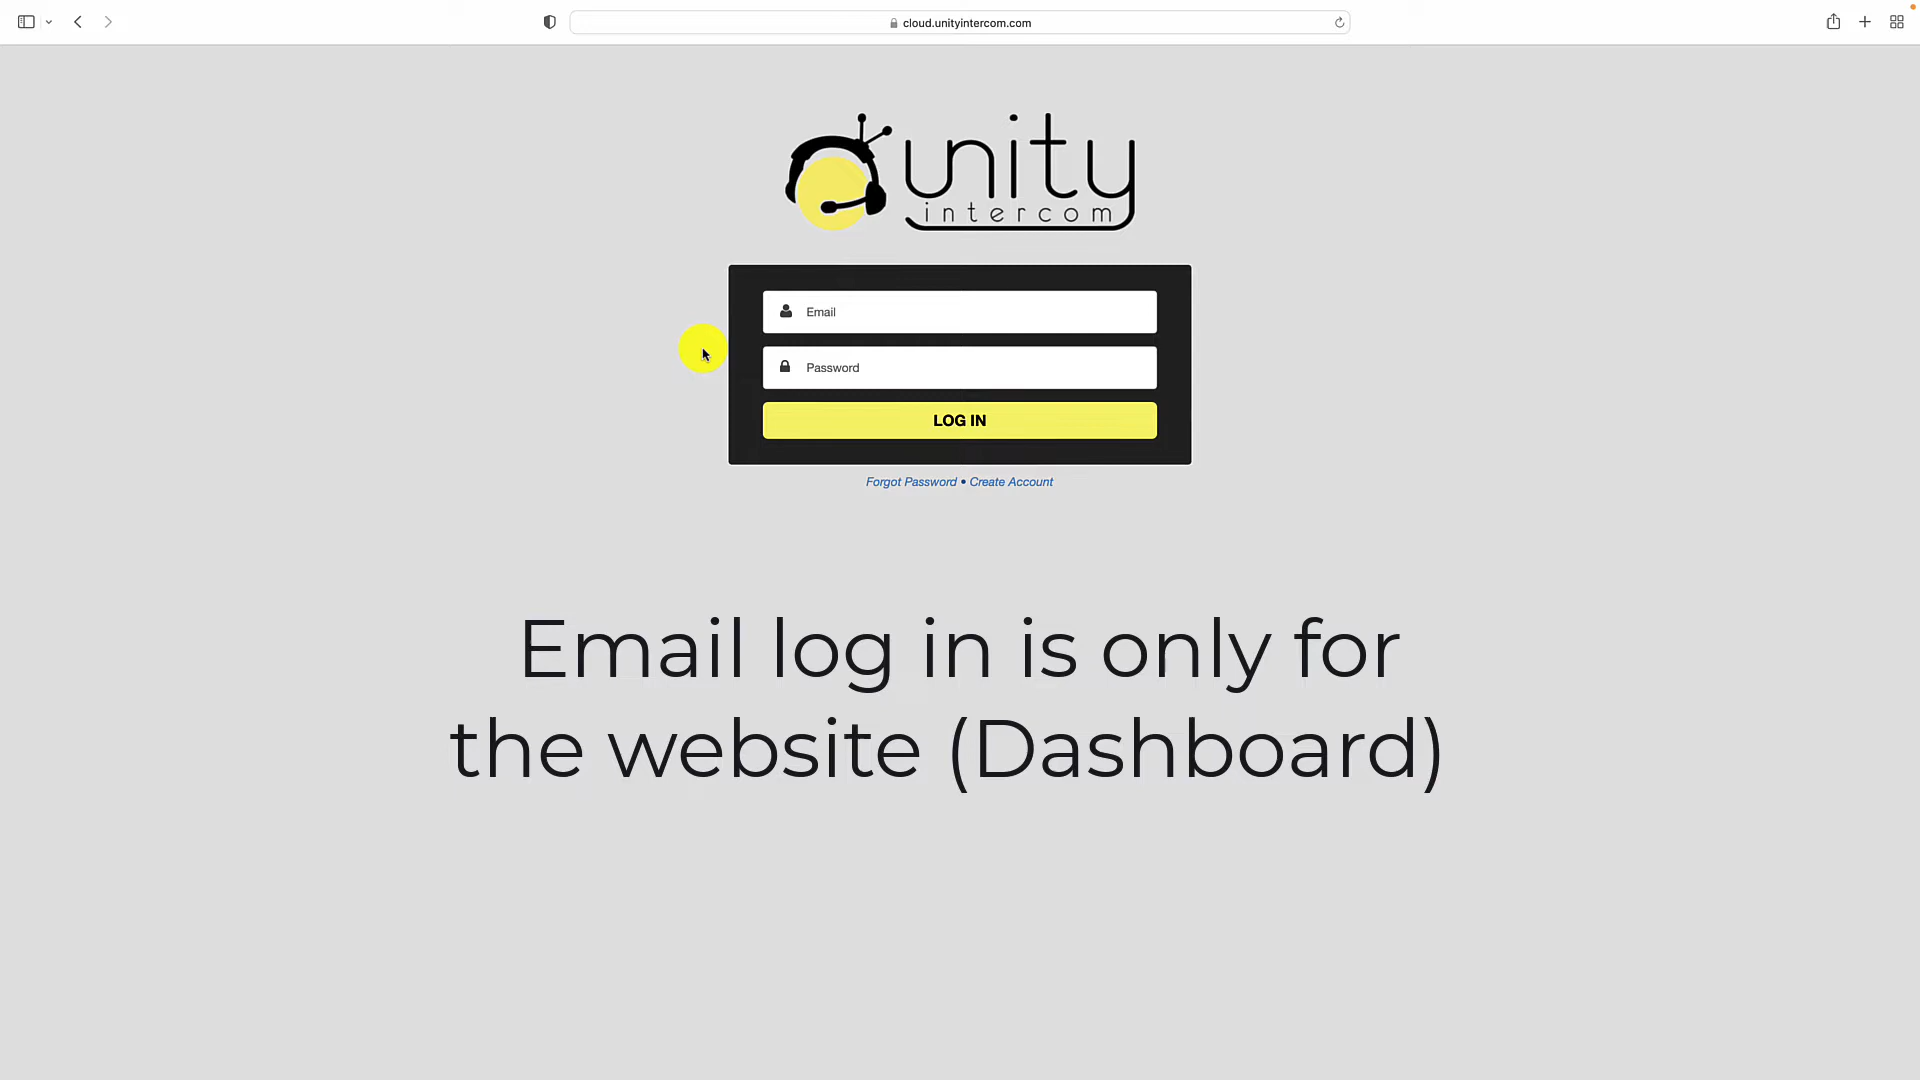 cloud.unityintercom.com
unity
intercom
Email
Password
LOG IN
Forgot Password • Create Account
Email log in is only for
the website (Dashboard)